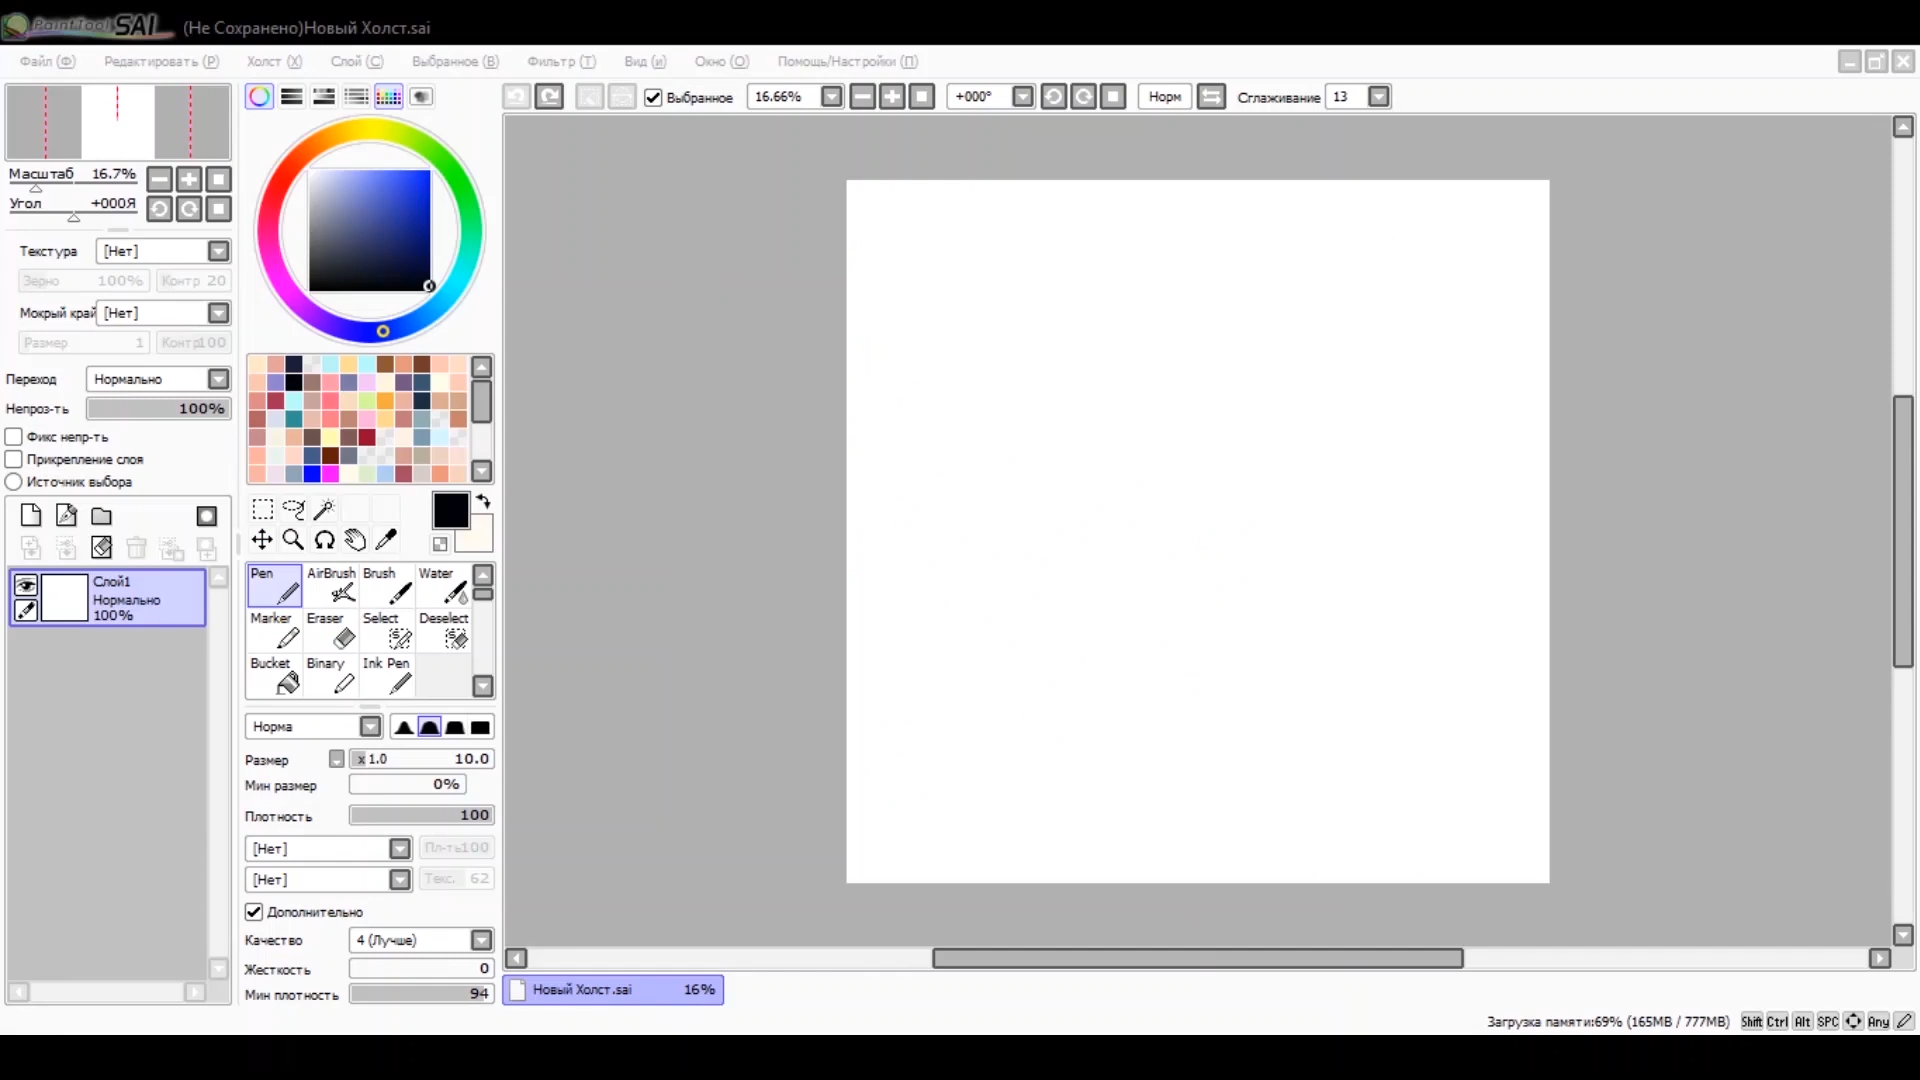 PaintTool SAI (Не Сохранено)Новый Холст.sai
Файл (Ф) Редактировать (Р) Холст (Х) Слой (С) Выбранное (В) Фильтр (Т) Вид (и) Окно (О) Помощь/Настройки (П)
Выбранное 16.66% +000° Норм Сглаживание 13
Масштаб 16.7%
Угол +000Я
Текстура [Нет]
Зерно 100% Контр 20
Мокрый край [Нет]
Размер 1 Контр100
Переход Нормально
Непроз-ть 100%
Фикс непр-ть
Прикрепление слоя
Источник выбора
Слой1
Нормально
100%
Pen AirBrush Brush Water
Marker Eraser Select Deselect
Bucket Binary Ink Pen
Норма
Размер x 1.0 10.0
Мин размер 0%
Плотность 100
[Нет] Пл-ть100
[Нет] Текс. 62
Дополнительно
Качество 4 (Лучше)
Жесткость 0
Мин плотность 94
Новый Холст.sai 16%
Загрузка памяти:69% (165MB / 777MB) Shift Ctrl Alt SPC Any